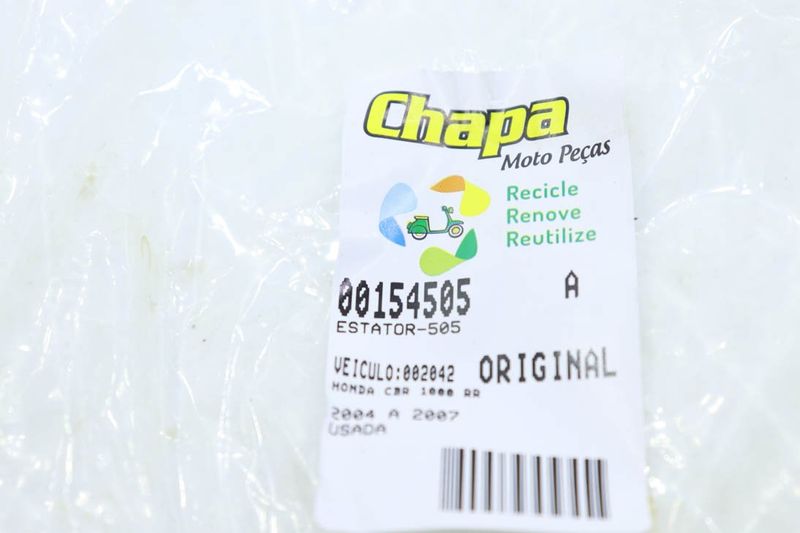 Chapa
Moto Peças
Recicle
Renove
Reutilize
00154505 A
ESTATOR-505
VEICULO:002042 ORIGINAL
HONDA CBR 1000 RR
2004 A 2007
USADA